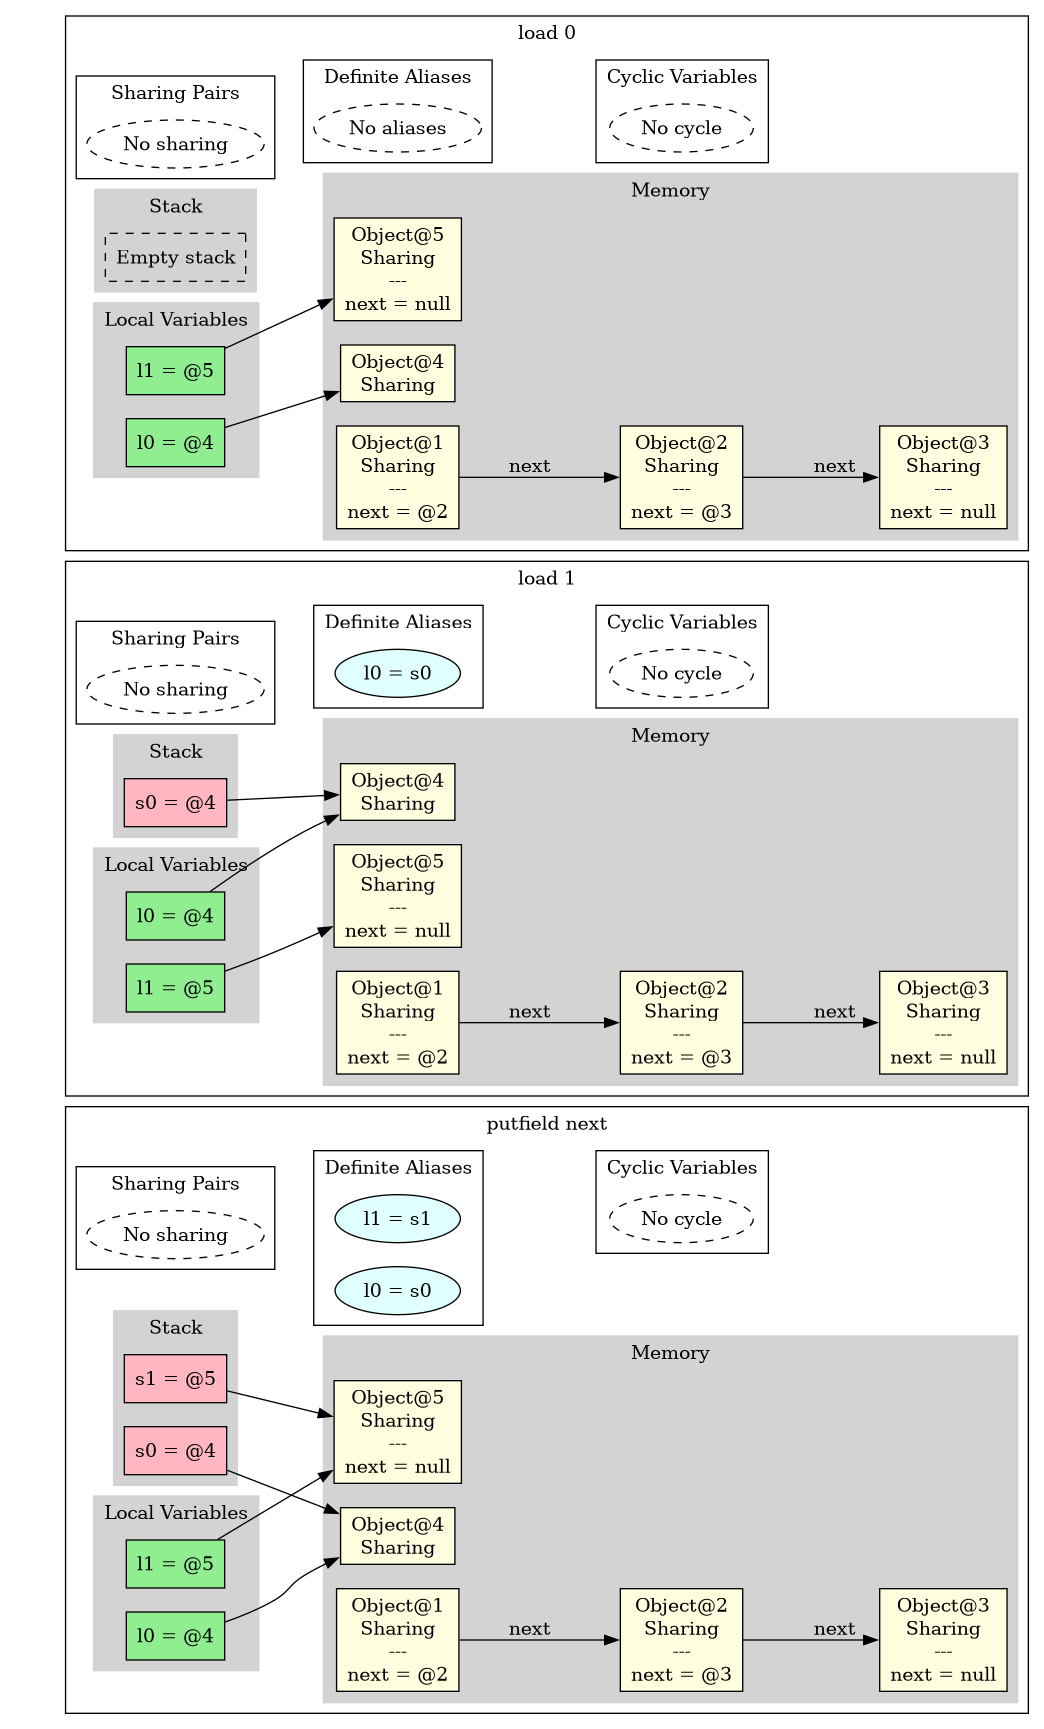 load 0
Sharing Pairs
No sharing
Definite Aliases
No aliases
Cyclic Variables
No cycle
Stack
Empty stack
Local Variables
l1 = @5
l0 = @4
Memory
Object@5
Sharing
---
next = null
Object@4
Sharing
Object@1
Sharing
---
next = @2
next
Object@2
Sharing
---
next = @3
next
Object@3
Sharing
---
next = null
load 1
Sharing Pairs
No sharing
Definite Aliases
l0 = s0
Cyclic Variables
No cycle
Stack
s0 = @4
Local Variables
l0 = @4
l1 = @5
Memory
Object@4
Sharing
Object@5
Sharing
---
next = null
Object@1
Sharing
---
next = @2
next
Object@2
Sharing
---
next = @3
next
Object@3
Sharing
---
next = null
putfield next
Sharing Pairs
No sharing
Definite Aliases
l1 = s1
l0 = s0
Cyclic Variables
No cycle
Stack
s1 = @5
s0 = @4
Local Variables
l1 = @5
l0 = @4
Memory
Object@5
Sharing
---
next = null
Object@4
Sharing
Object@1
Sharing
---
next = @2
next
Object@2
Sharing
---
next = @3
next
Object@3
Sharing
---
next = null